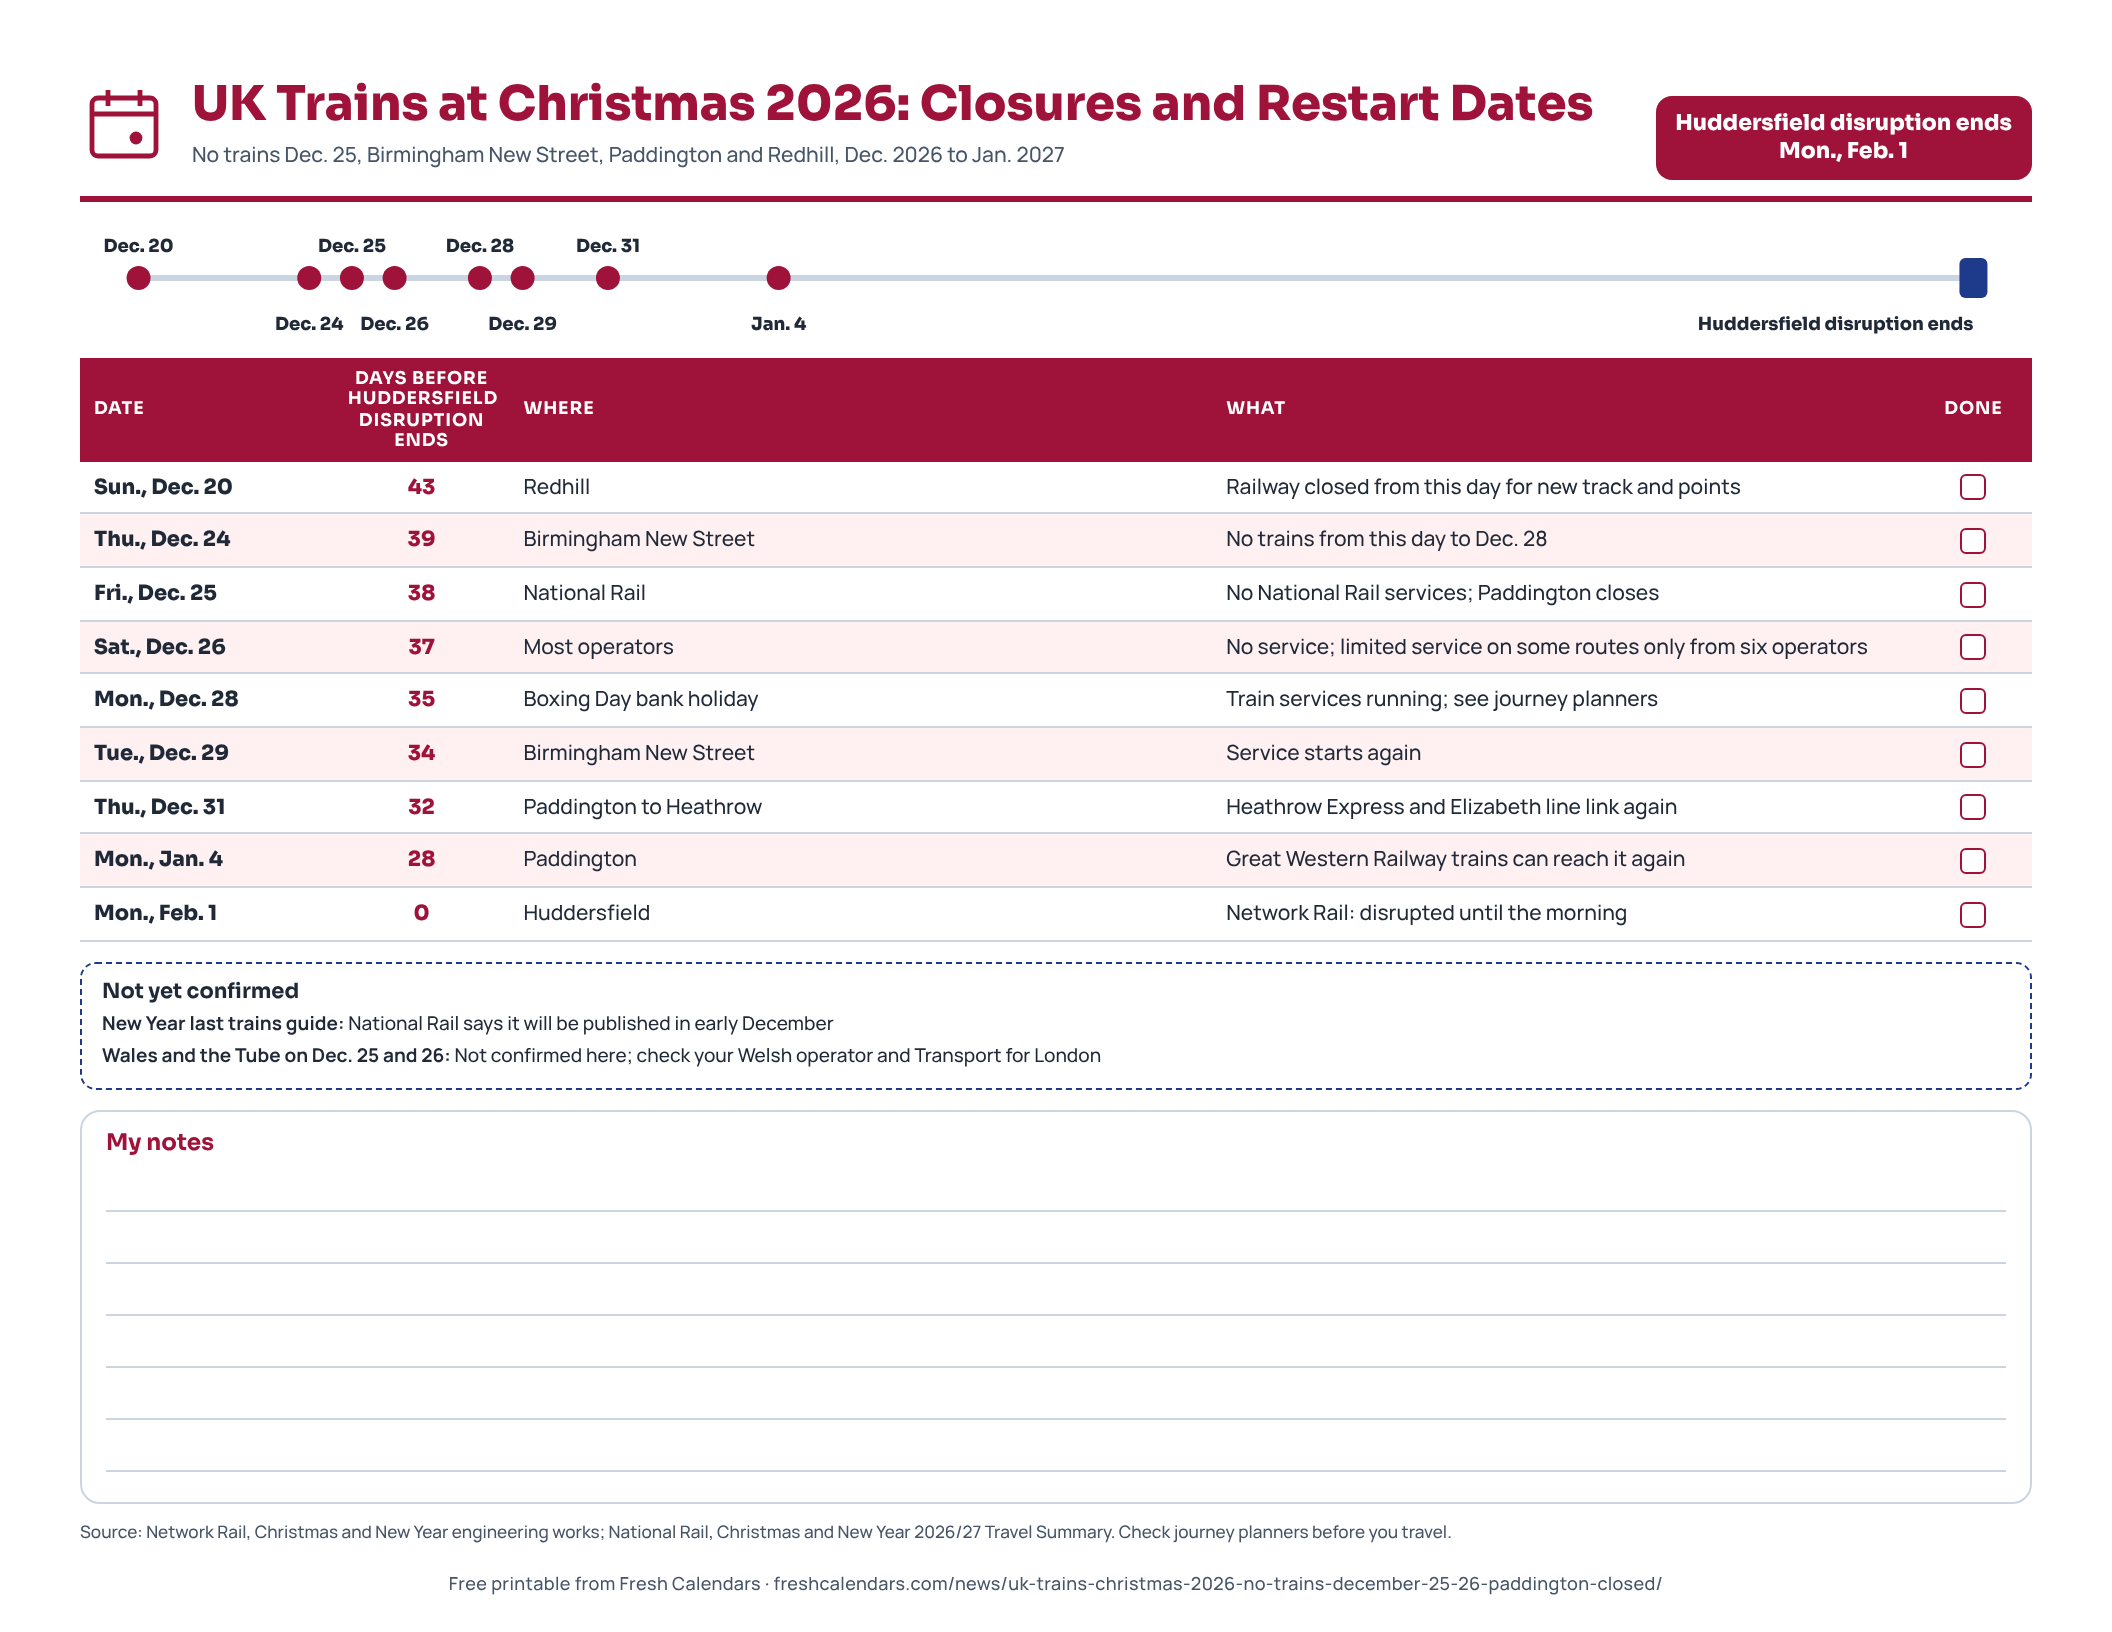 UK Trains at Christmas 2026: Closures and Restart Dates
No trains Dec. 25, Birmingham New Street, Paddington and Redhill, Dec. 2026 to Jan. 2027
Huddersfield disruption ends
Mon., Feb. 1
Dec. 20
Dec. 25
Dec. 28
Dec. 31
Dec. 24
Dec. 26
Dec. 29
Jan. 4
Huddersfield disruption ends
DATE
DAYS BEFORE
HUDDERSFIELD
DISRUPTION
ENDS
WHERE
WHAT
DONE
Sun., Dec. 20 43 Redhill Railway closed from this day for new track and points
Thu., Dec. 24 39 Birmingham New Street No trains from this day to Dec. 28
Fri., Dec. 25 38 National Rail No National Rail services; Paddington closes
Sat., Dec. 26 37 Most operators No service; limited service on some routes only from six operators
Mon., Dec. 28 35 Boxing Day bank holiday Train services running; see journey planners
Tue., Dec. 29 34 Birmingham New Street Service starts again
Thu., Dec. 31 32 Paddington to Heathrow Heathrow Express and Elizabeth line link again
Mon., Jan. 4 28 Paddington Great Western Railway trains can reach it again
Mon., Feb. 1 0 Huddersfield Network Rail: disrupted until the morning
Not yet confirmed
New Year last trains guide: National Rail says it will be published in early December
Wales and the Tube on Dec. 25 and 26: Not confirmed here; check your Welsh operator and Transport for London
My notes
Source: Network Rail, Christmas and New Year engineering works; National Rail, Christmas and New Year 2026/27 Travel Summary. Check journey planners before you travel.
Free printable from Fresh Calendars · freshcalendars.com/news/uk-trains-christmas-2026-no-trains-december-25-26-paddington-closed/